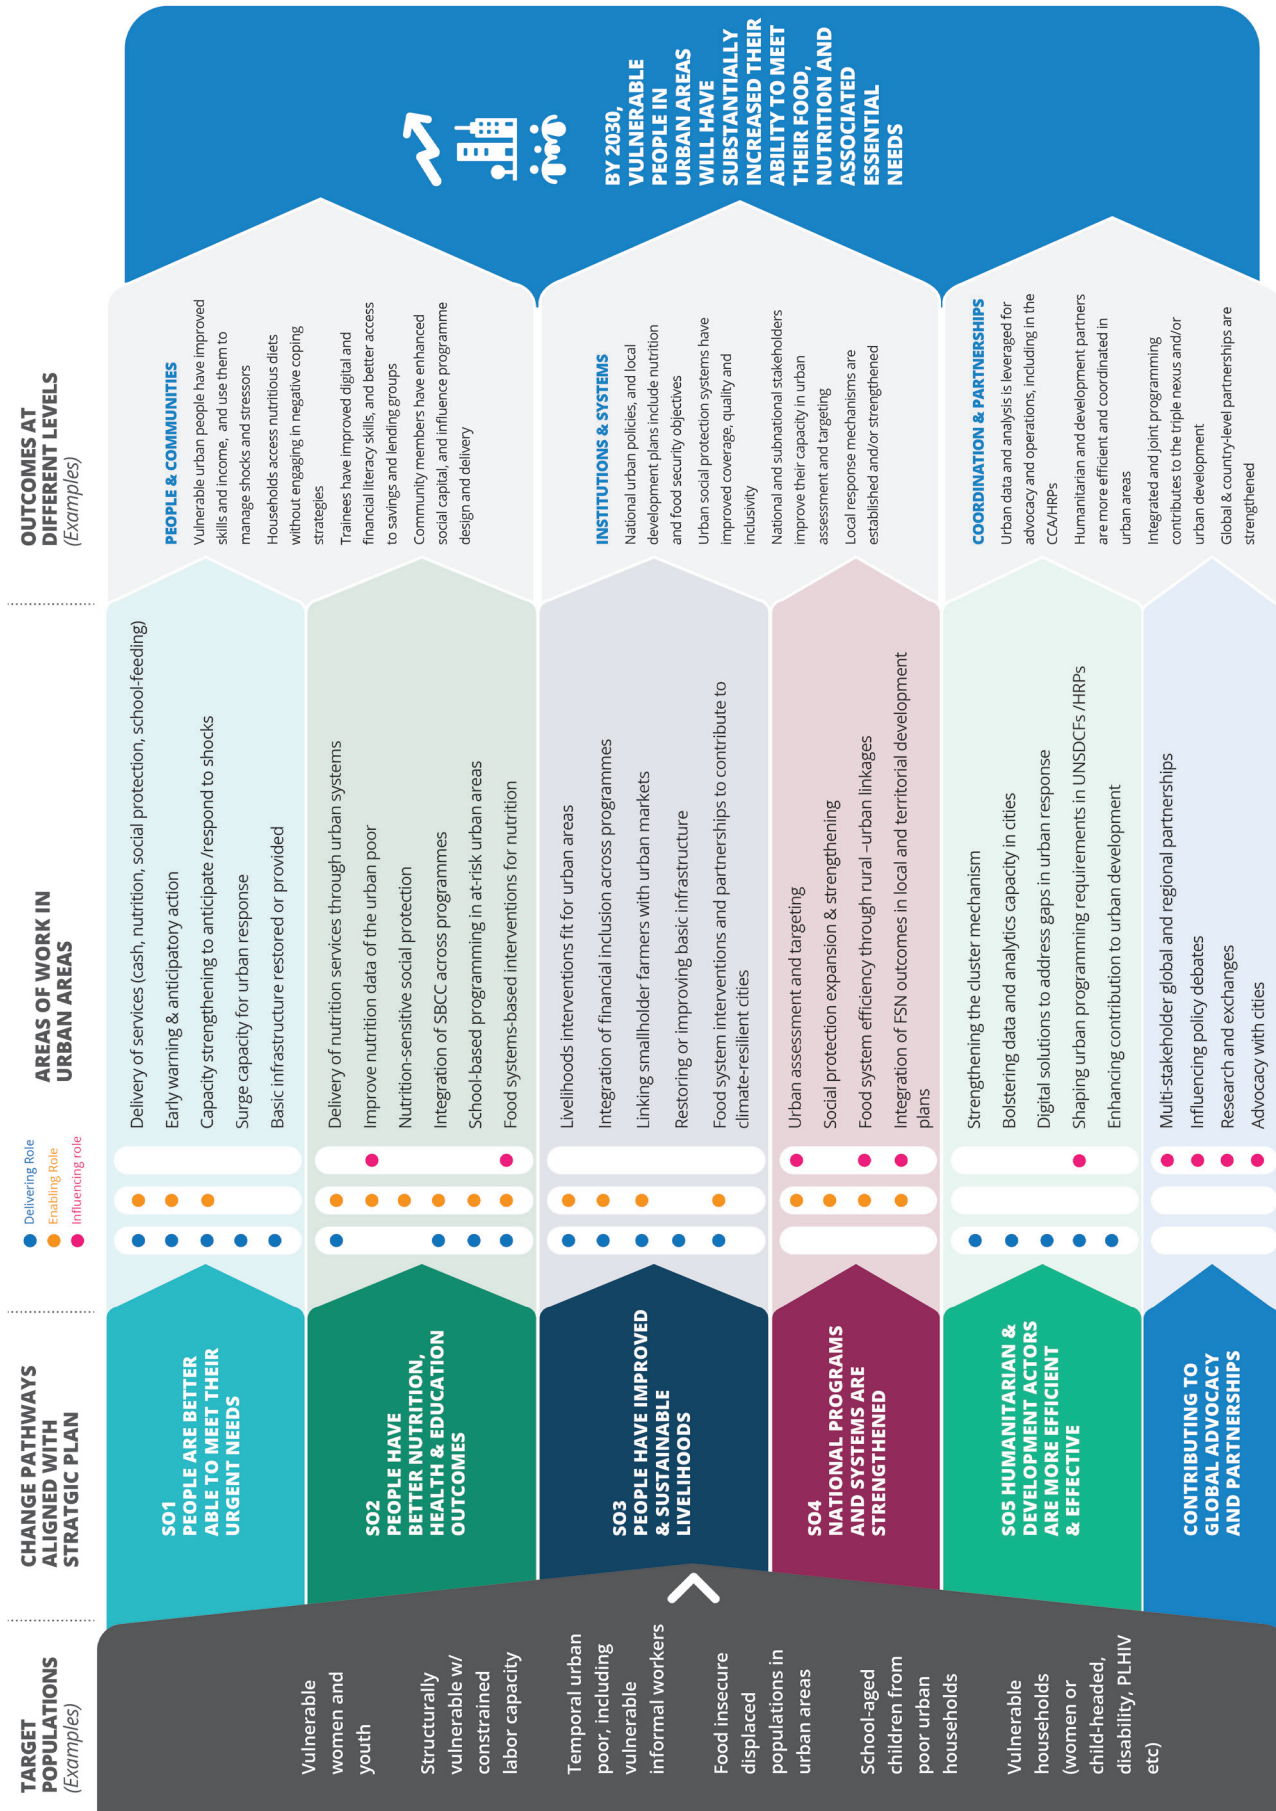 TARGET
POPULATIONS
(Examples)
CHANGE PATHWAYS
ALIGNED WITH
STRATGIC PLAN
AREAS OF WORK IN
URBAN AREAS
OUTCOMES AT
DIFFERENT LEVELS
(Examples)
Delivering Role
Enabling Role
Influencing role
Vulnerable
women and
youth
Structurally
vulnerable w/
constrained
labor capacity
Temporal urban
poor, including
vulnerable
informal workers
Food insecure
displaced
populations in
urban areas
School-aged
children from
poor urban
households
Vulnerable
households
(women or
child-headed,
disability, PLHIV
etc)
SO1
PEOPLE ARE BETTER
ABLE TO MEET THEIR
URGENT NEEDS
Delivery of services (cash, nutrition, social protection, school-feeding)
Early warning & anticipatory action
Capacity strengthening to anticipate /respond to shocks
Surge capacity for urban response
Basic infrastructure restored or provided
SO2
PEOPLE HAVE
BETTER NUTRITION,
HEALTH & EDUCATION
OUTCOMES
Delivery of nutrition services through urban systems
Improve nutrition data of the urban poor
Nutrition-sensitive social protection
Integration of SBCC across programmes
School-based programming in at-risk urban areas
Food systems-based interventions for nutrition
SO3
PEOPLE HAVE IMPROVED
& SUSTAINABLE
LIVELIHOODS
Livelihoods interventions fit for urban areas
Integration of financial inclusion across programmes
Linking smallholder farmers with urban markets
Restoring or improving basic infrastructure
Food system interventions and partnerships to contribute to
climate-resilient cities
SO4
NATIONAL PROGRAMS
AND SYSTEMS ARE
STRENGTHENED
Urban assessment and targeting
Social protection expansion & strengthening
Food system efficiency through rural –urban linkages
Integration of FSN outcomes in local and territorial development
plans
SO5 HUMANITARIAN &
DEVELOPMENT ACTORS
ARE MORE EFFICIENT
& EFFECTIVE
Strengthening the cluster mechanism
Bolstering data and analytics capacity in cities
Digital solutions to address gaps in urban response
Shaping urban programming requirements in UNSDCFs /HRPs
Enhancing contribution to urban development
CONTRIBUTING TO
GLOBAL ADVOCACY
AND PARTNERSHIPS
Multi-stakeholder global and regional partnerships
Influencing policy debates
Research and exchanges
Advocacy with cities
PEOPLE & COMMUNITIES
Vulnerable urban people have improved
skills and income, and use them to
manage shocks and stressors
Households access nutritious diets
without engaging in negative coping
strategies
Trainees have improved digital and
financial literacy skills, and better access
to savings and lending groups
Community members have enhanced
social capital, and influence programme
design and delivery
INSTITUTIONS & SYSTEMS
National urban policies, and local
development plans include nutrition
and food security objectives
Urban social protection systems have
improved coverage, quality and
inclusivity
National and subnational stakeholders
improve their capacity in urban
assessment and targeting
Local response mechanisms are
established and/or strengthened
COORDINATION & PARTNERSHIPS
Urban data and analysis is leveraged for
advocacy and operations, including in the
CCA/HRPs
Humanitarian and development partners
are more efficient and coordinated in
urban areas
Integrated and joint programming
contributes to the triple nexus and/or
urban development
Global & country-level partnerships are
strengthened
BY 2030,
VULNERABLE
PEOPLE IN
URBAN AREAS
WILL HAVE
SUBSTANTIALLY
INCREASED THEIR
ABILITY TO MEET
THEIR FOOD,
NUTRITION AND
ASSOCIATED
ESSENTIAL
NEEDS